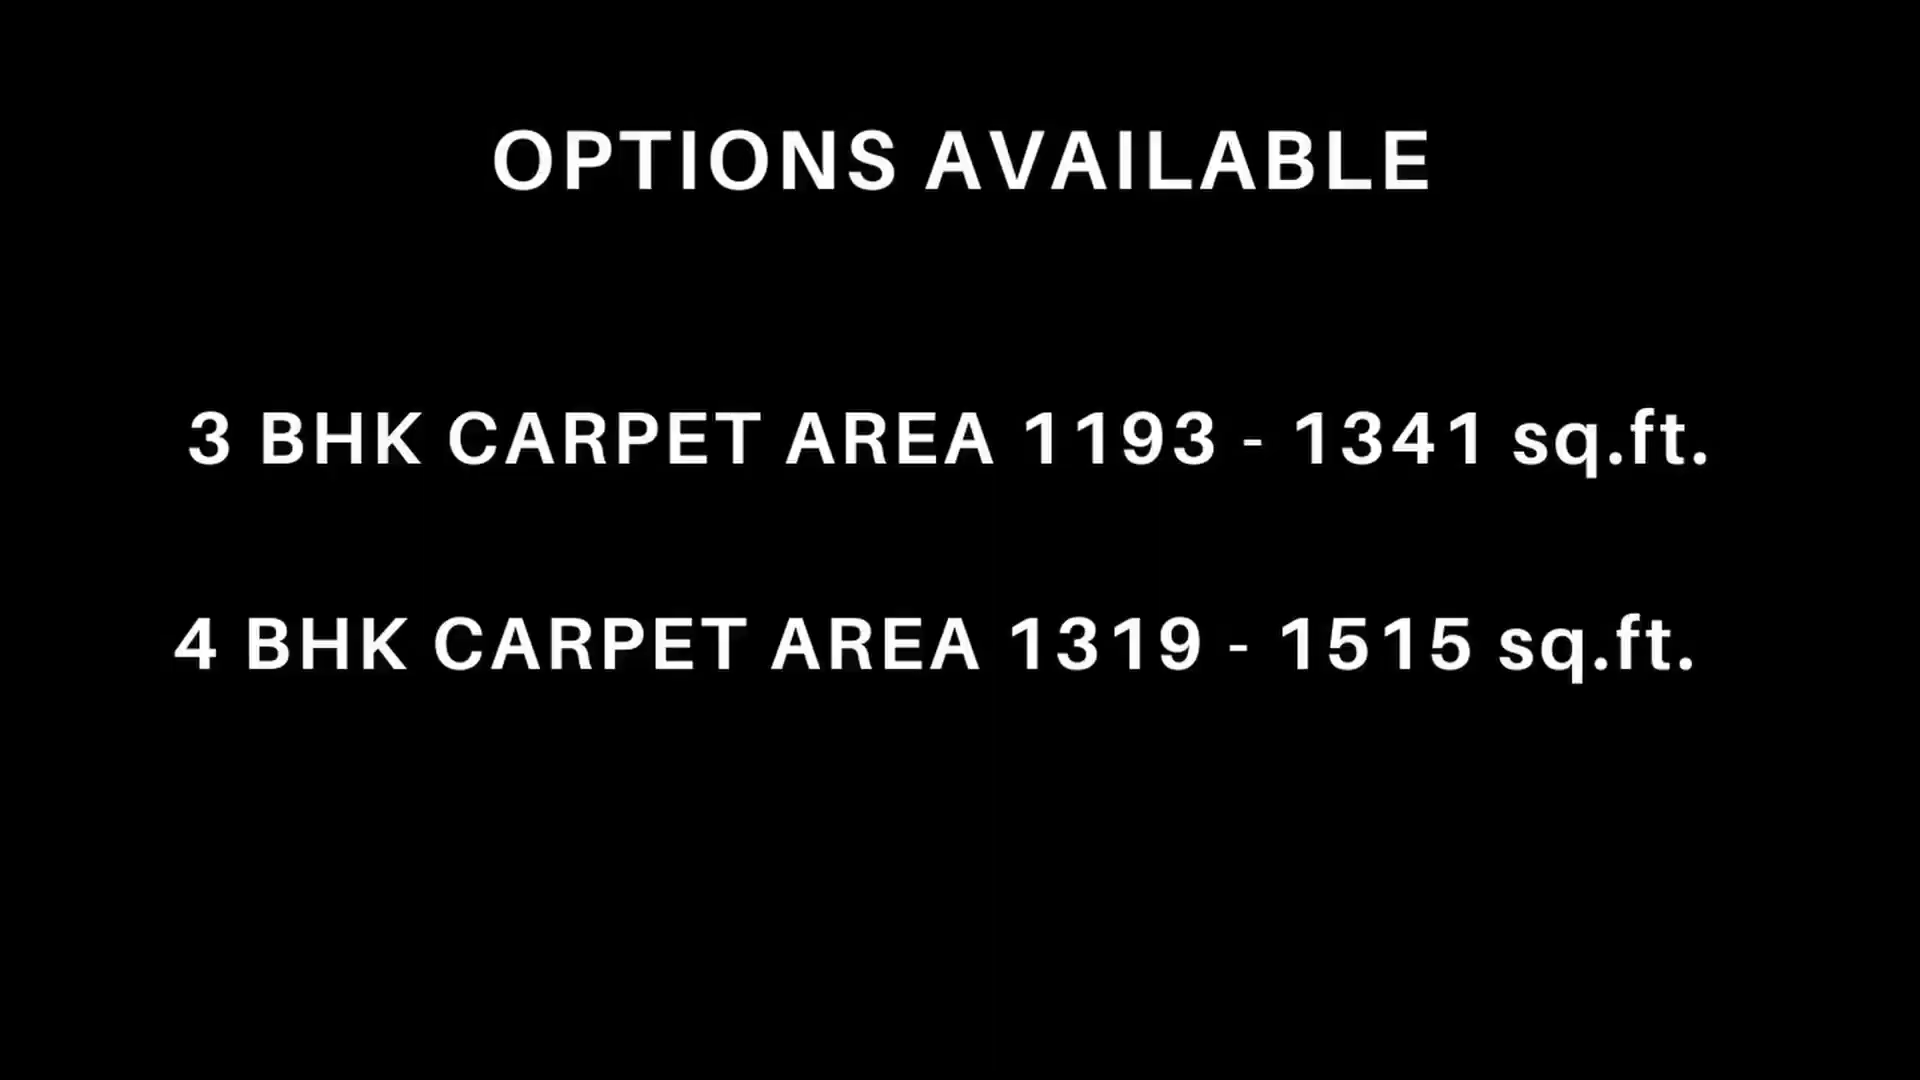 OPTIONS AVAILABLE
3 BHK CARPET AREA 1193 - 1341 sq.ft.
4 BHK CARPET AREA 1319 - 1515 sq.ft.